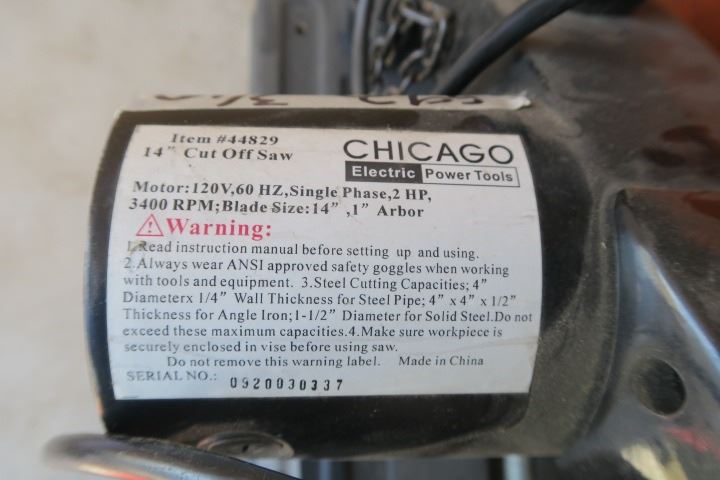 Item #44829
14" Cut Off Saw
CHICAGO
Electric Power Tools
Motor:120V,60 HZ,Single Phase,2 HP,
3400 RPM;Blade Size:14" ,1" Arbor
Warning:
1.Read instruction manual before setting up and using.
2.Always wear ANSI approved safety goggles when working
with tools and equipment. 3.Steel Cutting Capacities; 4"
Diameterx 1/4" Wall Thickness for Steel Pipe; 4" x 4" x 1/2"
Thickness for Angle Iron;1-1/2" Diameter for Solid Steel.Do not
exceed these maximum capacities.4.Make sure workpiece is
securely enclosed in vise before using saw.
Do not remove this warning label. Made in China
SERIAL NO.: 0920030337